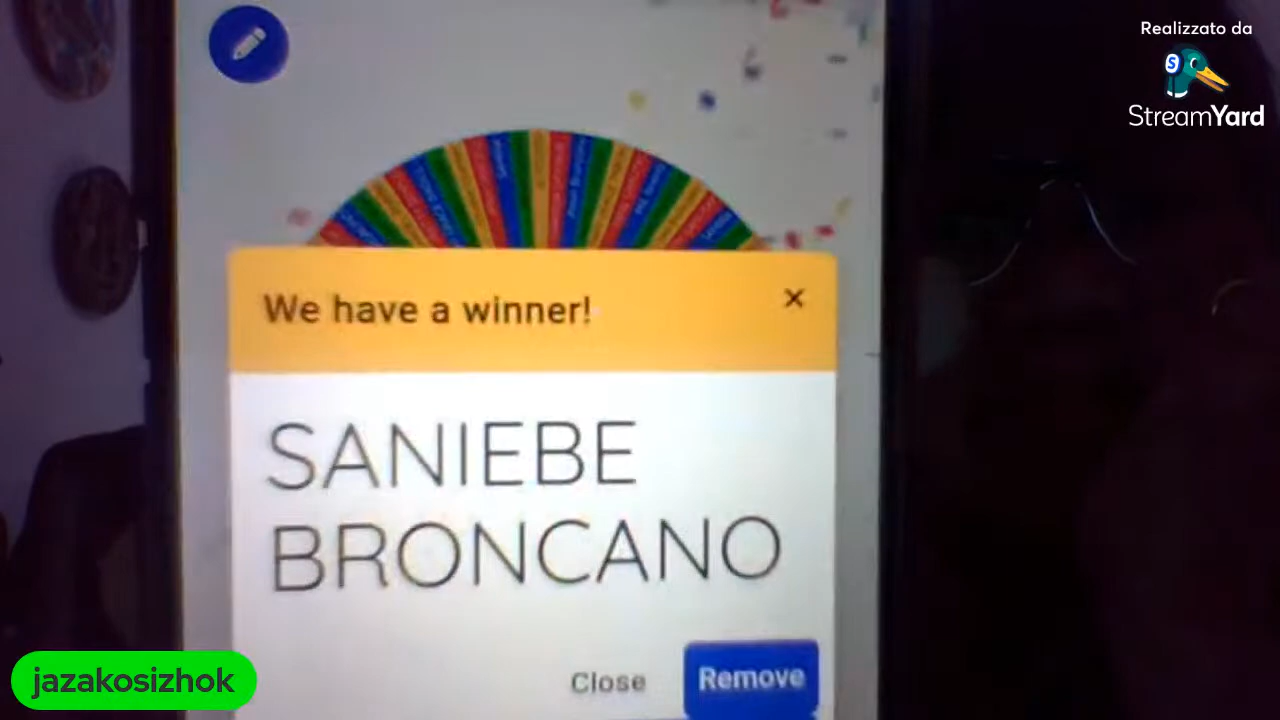 Realizzato da
StreamYard
We have a winner!
SANIEBE
BRONCANO
Close
Remove
jazakosizhok